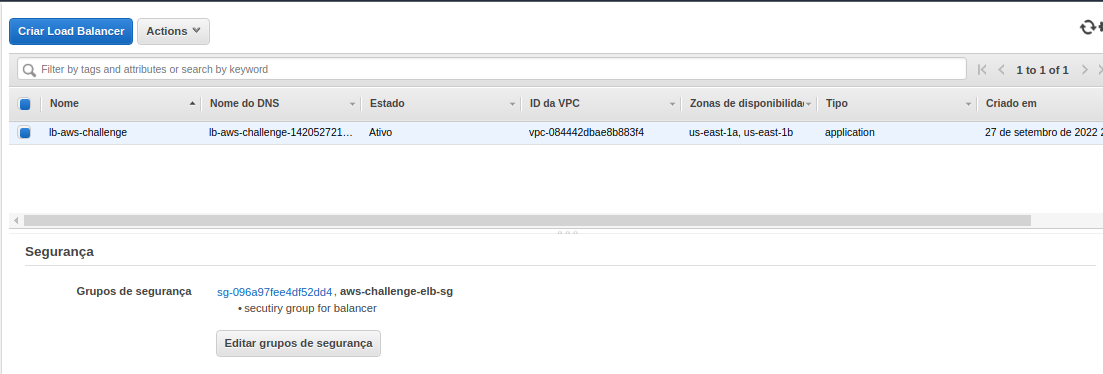 Criar Load Balancer Actions
Filter by tags and attributes or search by keyword 1 to 1 of 1
Nome Nome do DNS Estado ID da VPC Zonas de disponibilida Tipo Criado em
lb-aws-challenge lb-aws-challenge-142052721... Ativo vpc-084442dbae8b883f4 us-east-1a, us-east-1b application 27 de setembro de 2022
Segurança
Grupos de segurança sg-096a97fee4df52dd4, aws-challenge-elb-sg
• secutiry group for balancer
Editar grupos de segurança